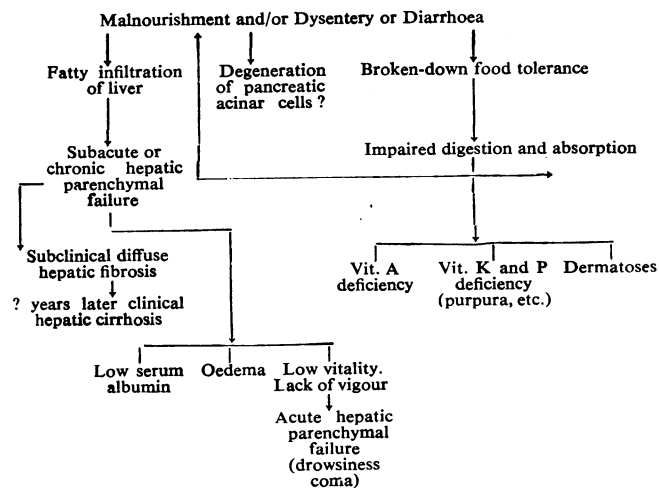 Malnourishment and/or Dysentery or Diarrhoea
Fatty infiltration
of liver
Degeneration
of pancreatic
acinar cells ?
Broken-down food tolerance
Subacute or
chronic hepatic
parenchymal
failure
Impaired digestion and absorption
Subclinical diffuse
hepatic fibrosis
? years later clinical
hepatic cirrhosis
Vit. A
deficiency
Vit. K and P
deficiency
(purpura, etc.)
Dermatoses
Low serum
albumin
Oedema
Low vitality.
Lack of vigour
Acute hepatic
parenchymal
failure
(drowsiness
coma)